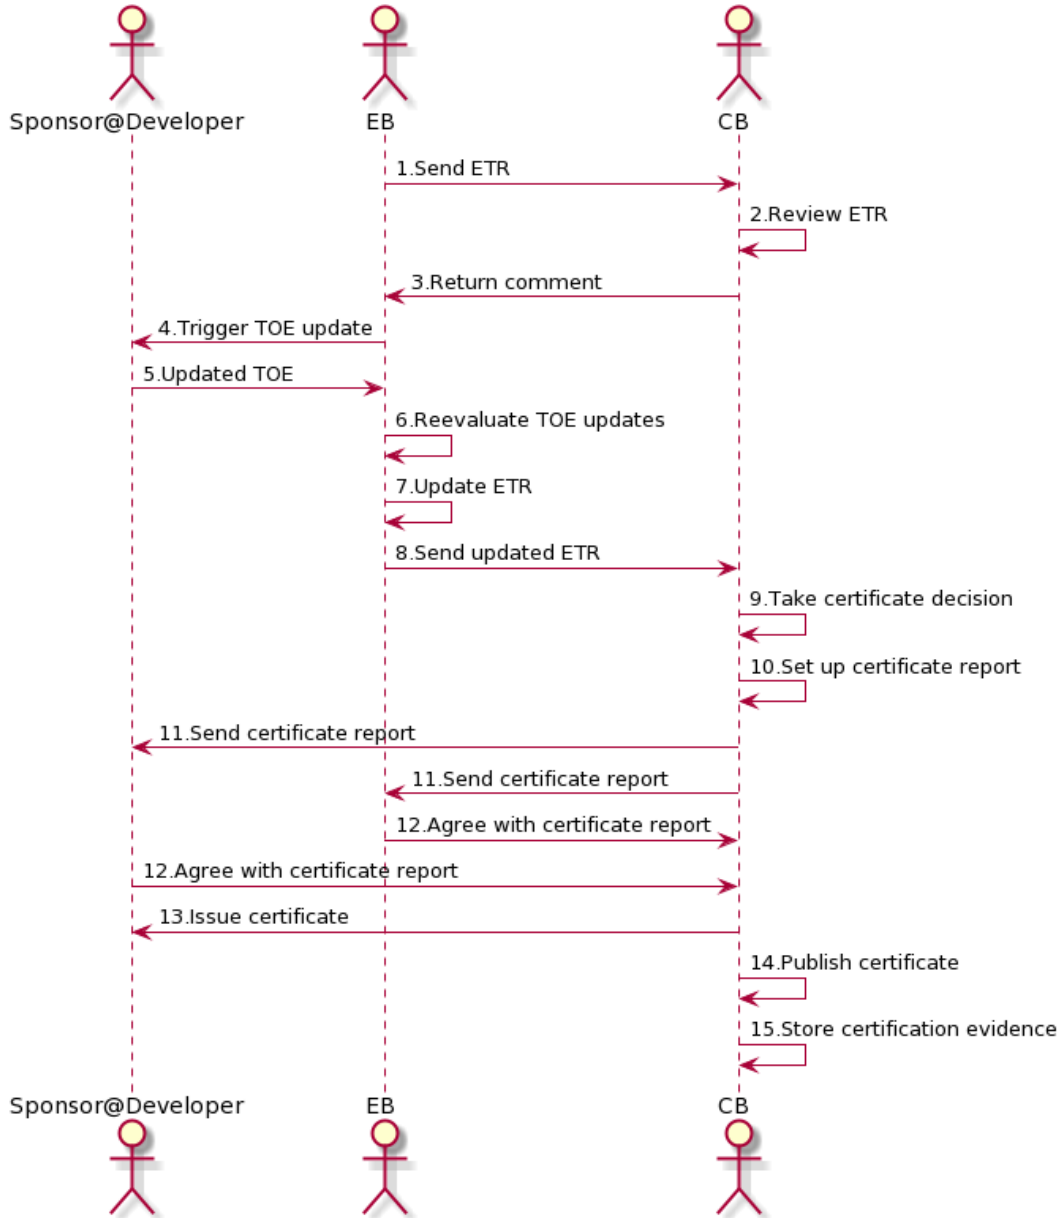 Sponsor@Developer
EB
CB
1.Send ETR
2.Review ETR
3.Return comment
4.Trigger TOE update
5.Updated TOE
6.Reevaluate TOE updates
7.Update ETR
8.Send updated ETR
9.Take certificate decision
10.Set up certificate report
11.Send certificate report
11.Send certificate report
12.Agree with certificate report
12.Agree with certificate report
13.Issue certificate
14.Publish certificate
15.Store certification evidence
Sponsor@Developer
EB
CB